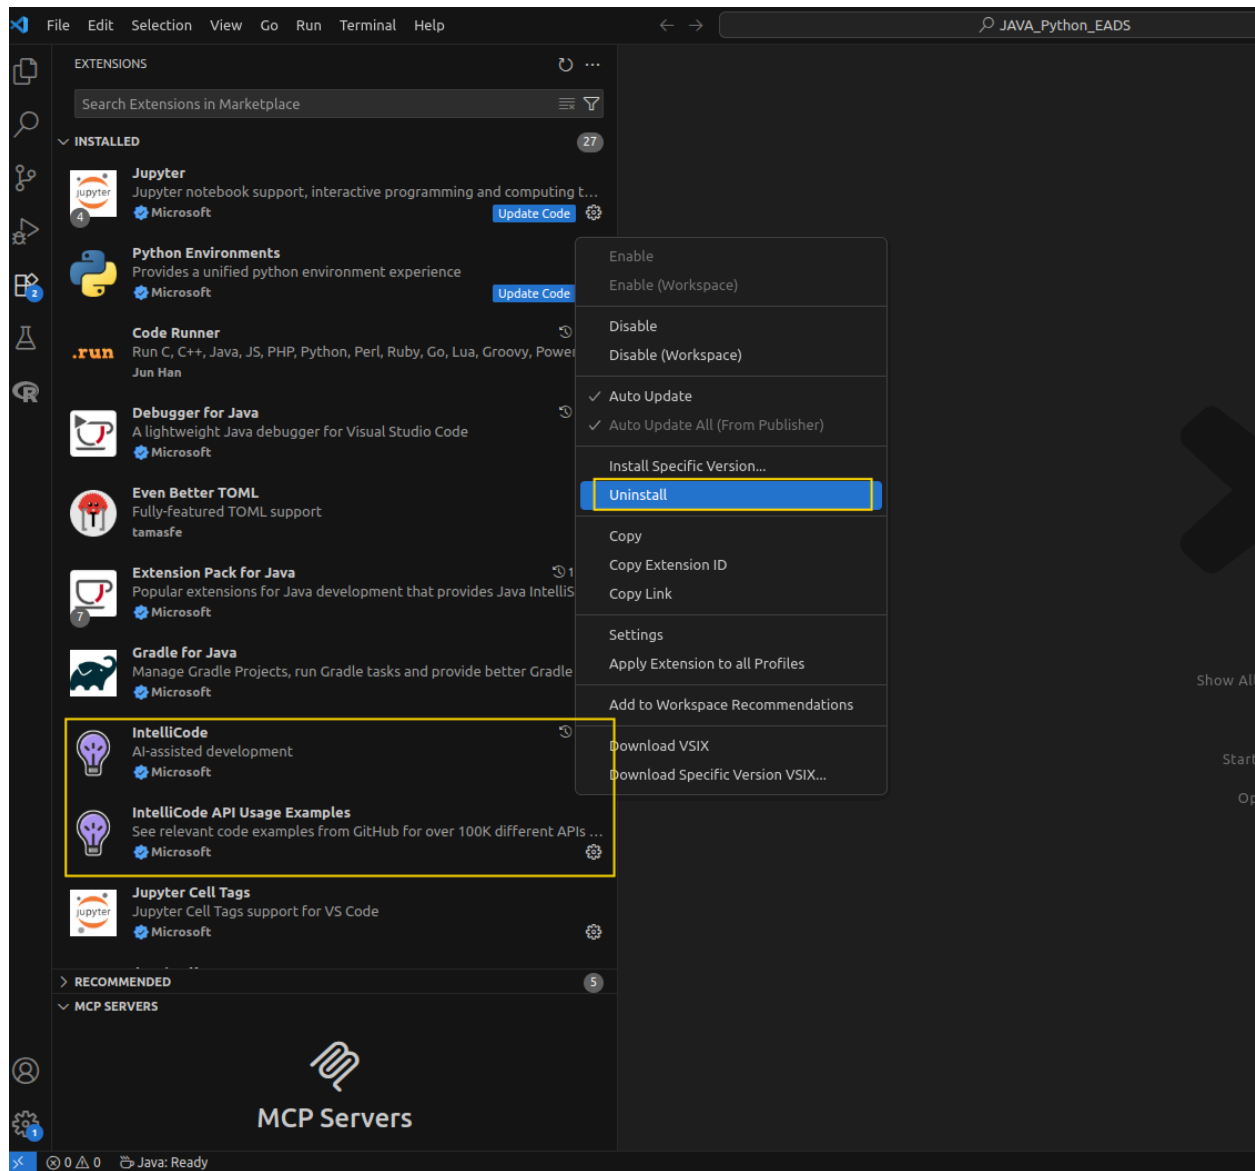 File Edit Selection View Go Run Terminal Help
JAVA_Python_EADS
EXTENSIONS
Search Extensions in Marketplace
INSTALLED
27
Jupyter
Jupyter notebook support, interactive programming and computing t...
Microsoft
Update Code
jupyter
4
Python Environments
Provides a unified python environment experience
Microsoft
Update Code
2
Code Runner
Run C, C++, Java, JS, PHP, Python, Perl, Ruby, Go, Lua, Groovy, Power
Jun Han
.run
Debugger for Java
A lightweight Java debugger for Visual Studio Code
Microsoft
Even Better TOML
Fully-featured TOML support
tamasfe
Extension Pack for Java
1
Popular extensions for Java development that provides Java IntelliS
Microsoft
7
Gradle for Java
Manage Gradle Projects, run Gradle tasks and provide better Gradle
Microsoft
IntelliCode
AI-assisted development
Microsoft
IntelliCode API Usage Examples
See relevant code examples from GitHub for over 100K different APIs ...
Microsoft
Jupyter Cell Tags
Jupyter Cell Tags support for VS Code
Microsoft
jupyter
RECOMMENDED
5
MCP SERVERS
MCP Servers
1
0 0 Java: Ready
Enable
Enable (Workspace)
Disable
Disable (Workspace)
Auto Update
Auto Update All (From Publisher)
Install Specific Version...
Uninstall
Copy
Copy Extension ID
Copy Link
Settings
Apply Extension to all Profiles
Add to Workspace Recommendations
Download VSIX
Download Specific Version VSIX...
Show All
Start
Op